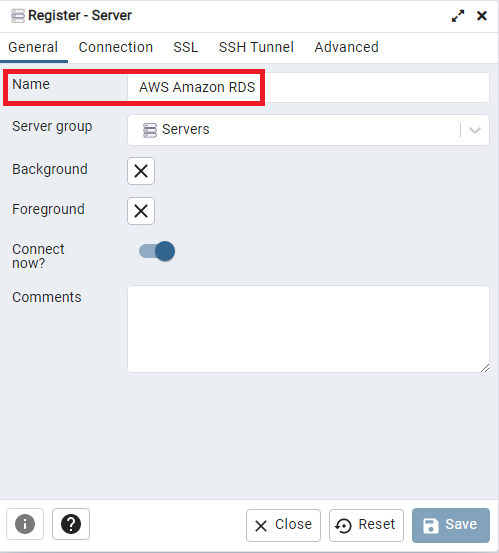 Register - Server
General Connection SSL SSH Tunnel Advanced
Name AWS Amazon RDS
Server group Servers
Background
Foreground
Connect
now?
Comments
Close Reset Save